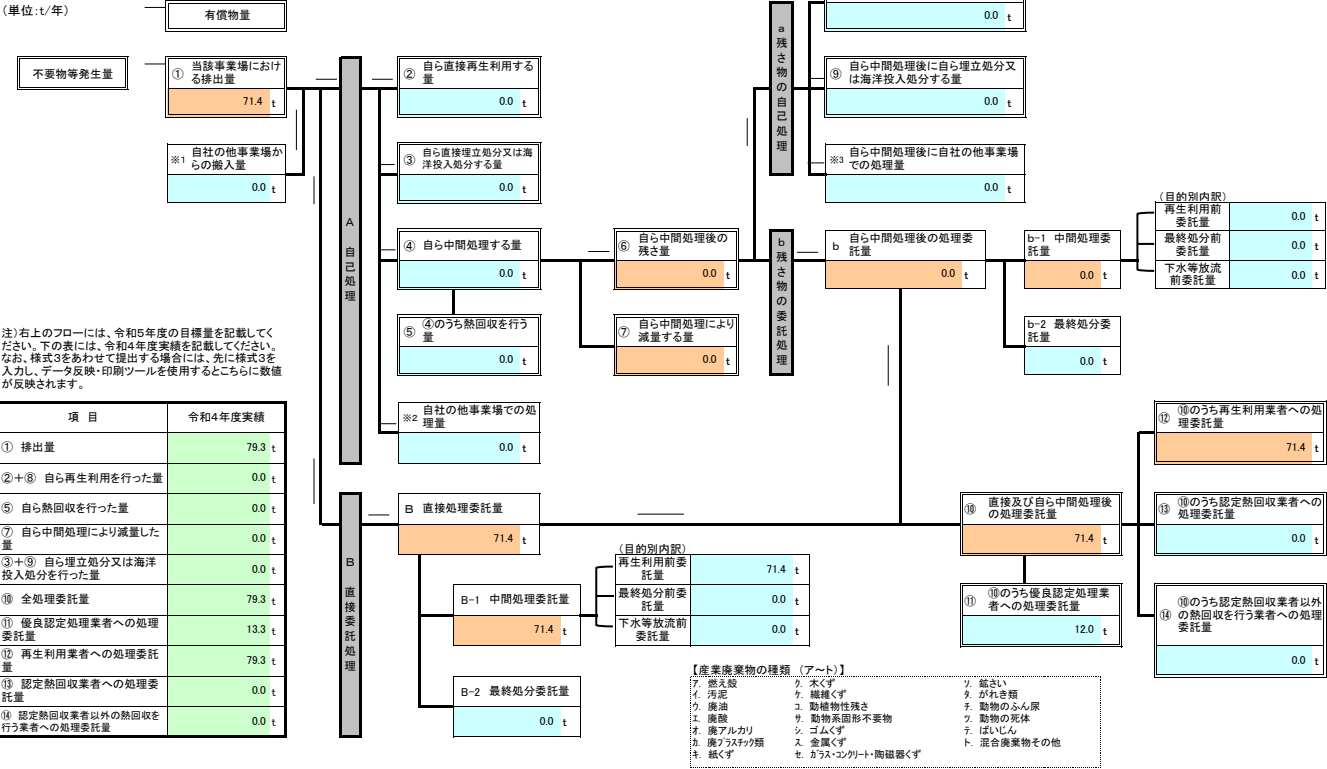 (単位:t/年)
有償物量
不要物等発生量
① 当該事業場におけ
る排出量
71.4 t
※1 自社の他事業場か
らの搬入量
0.0 t
A 自己処理
② 自ら直接再生利用する
量
0.0 t
③ 自ら直接埋立処分又は海
洋投入処分する量
0.0 t
④ 自ら中間処理する量
0.0 t
⑤ ④のうち熱回収を行う
量
0.0 t
※2 自社の他事業場での処
理量
0.0 t
⑥ 自ら中間処理後の
残さ量
0.0 t
⑦ 自ら中間処理により
減量する量
0.0 t
a 残さ物の自己処理
0.0 t
⑨ 自ら中間処理後に自ら埋立処分又
は海洋投入処分する量
0.0 t
※3 自ら中間処理後に自社の他事業場
での処理量
0.0 t
b 残さ物の委託処理
b 自ら中間処理後の処理委
託量
0.0 t
b-1 中間処理委
託量
0.0 t
(目的別内訳)
再生利用前
委託量
0.0 t
最終処分前
委託量
0.0 t
下水等放流
前委託量
0.0 t
b-2 最終処分委
託量
0.0 t
注)右上のフローには、令和5年度の目標量を記載してく
ださい。下の表には、令和4年度実績を記載してください。
なお、様式3をあわせて提出する場合には、先に様式3を
入力し、データ反映・印刷ツールを使用するとこちらに数値
が反映されます。
項 目 令和4年度実績
① 排出量 79.3 t
②+⑧ 自ら再生利用を行った量 0.0 t
⑤ 自ら熱回収を行った量 0.0 t
⑦ 自ら中間処理により減量した
量 0.0 t
③+⑨ 自ら埋立処分又は海洋
投入処分を行った量 0.0 t
⑩ 全処理委託量 79.3 t
⑪ 優良認定処理業者への処理
委託量 13.3 t
⑫ 再生利用業者への処理委託
量 79.3 t
⑬ 認定熱回収業者への処理委
託量 0.0 t
⑭ 認定熱回収業者以外の熱回収を
行う業者への処理委託量 0.0 t
B 直接委託処理
B 直接処理委託量
71.4 t
B-1 中間処理委託量
71.4 t
(目的別内訳)
再生利用前委
託量
71.4 t
最終処分前委
託量
0.0 t
下水等放流前
委託量
0.0 t
B-2 最終処分委託量
0.0 t
⑩ 直接及び自ら中間処理後
の処理委託量
71.4 t
⑪ ⑩のうち優良認定処理業
者への処理委託量
12.0 t
⑫ ⑩のうち再生利用業者への処
理委託量
71.4 t
⑬ ⑩のうち認定熱回収業者への
処理委託量
0.0 t
⑭ ⑩のうち認定熱回収業者以外
の熱回収を行う業者への処理
委託量
0.0 t
【産業廃棄物の種類 (ア~ト)】
ア. 燃え殻
イ. 汚泥
ウ. 廃油
エ. 廃酸
オ. 廃アルカリ
カ. 廃プラスチック類
キ. 紙くず
ク. 木くず
ケ. 繊維くず
コ. 動植物性残さ
サ. 動物系固形不要物
シ. ゴムくず
ス. 金属くず
セ. ガラス・コンクリート・陶磁器くず
ソ. 鉱さい
タ. がれき類
チ. 動物のふん尿
ツ. 動物の死体
テ. ばいじん
ト. 混合廃棄物その他